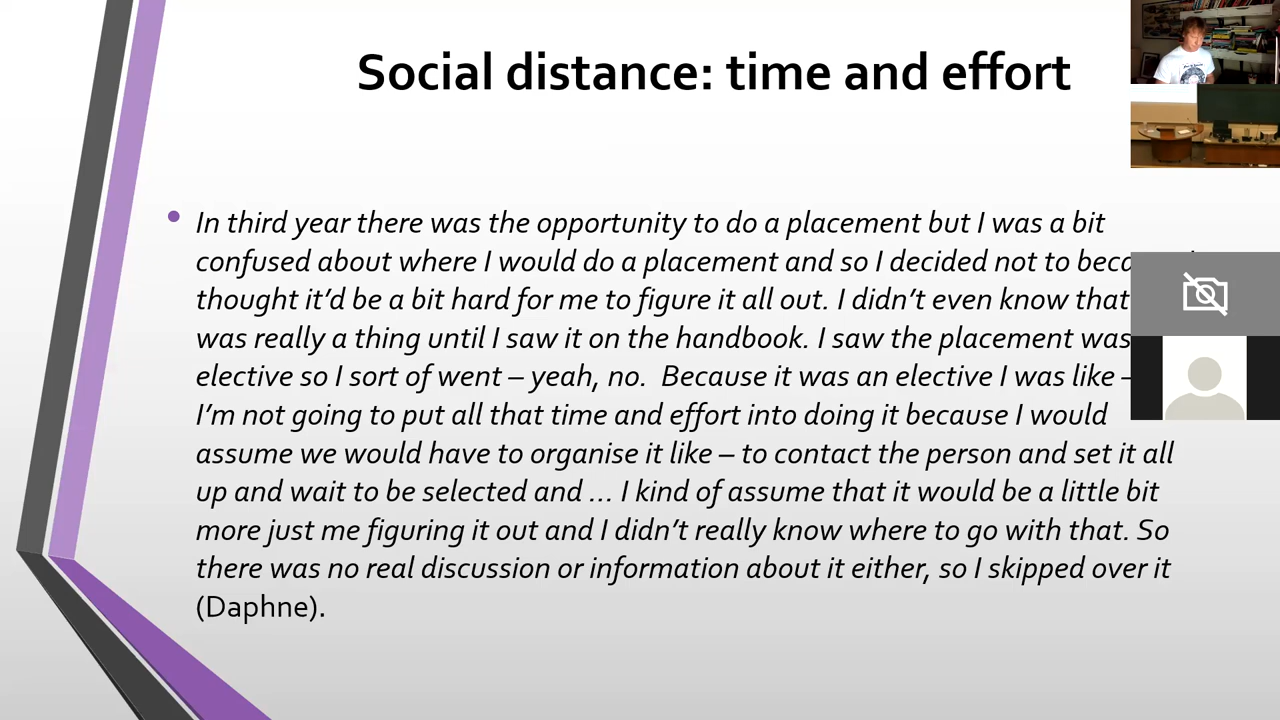 Social distance: time and effort
• In third year there was the opportunity to do a placement but I was a bit
confused about where I would do a placement and so I decided not to
thought it’d be a bit hard for me to figure it all out. I didn’t even know that
was really a thing until I saw it on the handbook. I saw the placement was
elective so I sort of went – yeah, no.  Because it was an elective I was like –
I’m not going to put all that time and effort into doing it because I would
assume we would have to organise it like – to contact the person and set it all
up and wait to be selected and … I kind of assume that it would be a little bit
more just me figuring it out and I didn’t really know where to go with that. So
there was no real discussion or information about it either, so I skipped over it
(Daphne).